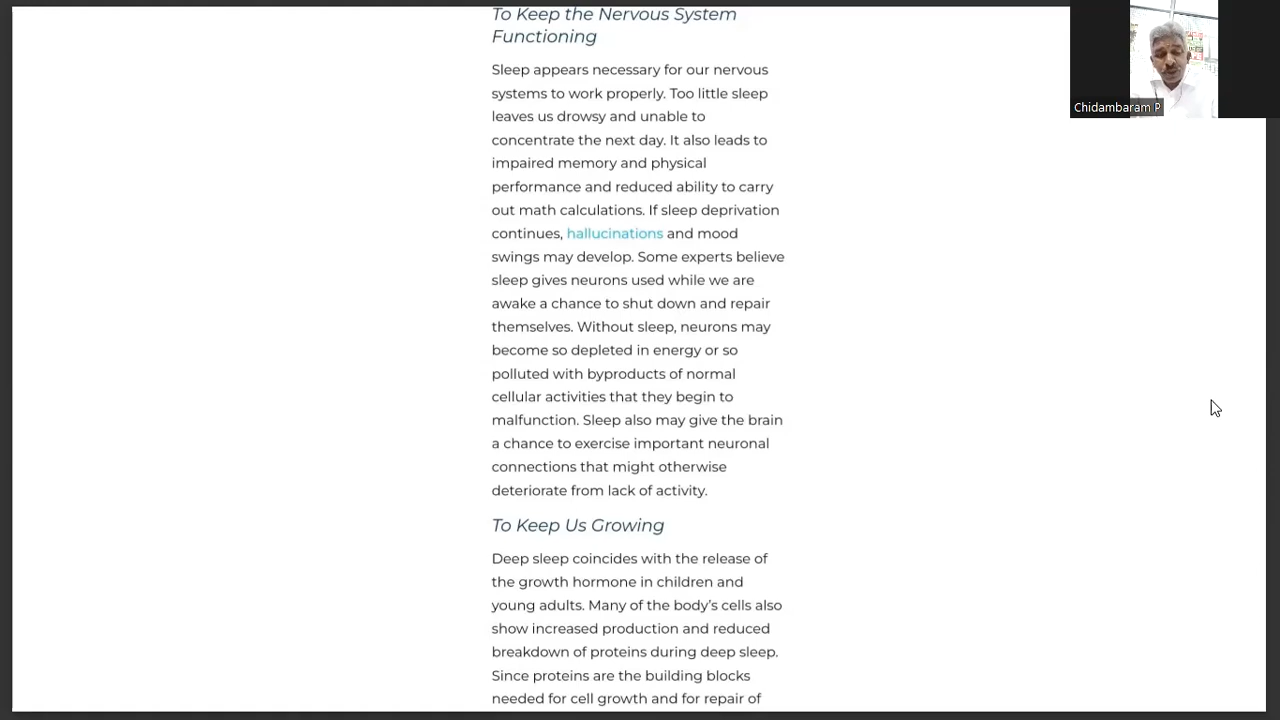 To Keep the Nervous System
Functioning
Sleep appears necessary for our nervous
systems to work properly. Too little sleep
leaves us drowsy and unable to
concentrate the next day. It also leads to
impaired memory and physical
performance and reduced ability to carry
out math calculations. If sleep deprivation
continues, hallucinations and mood
swings may develop. Some experts believe
sleep gives neurons used while we are
awake a chance to shut down and repair
themselves. Without sleep, neurons may
become so depleted in energy or so
polluted with byproducts of normal
cellular activities that they begin to
malfunction. Sleep also may give the brain
a chance to exercise important neuronal
connections that might otherwise
deteriorate from lack of activity.
To Keep Us Growing
Deep sleep coincides with the release of
the growth hormone in children and
young adults. Many of the body’s cells also
show increased production and reduced
breakdown of proteins during deep sleep.
Since proteins are the building blocks
needed for cell growth and for repair of
Chidambaram P